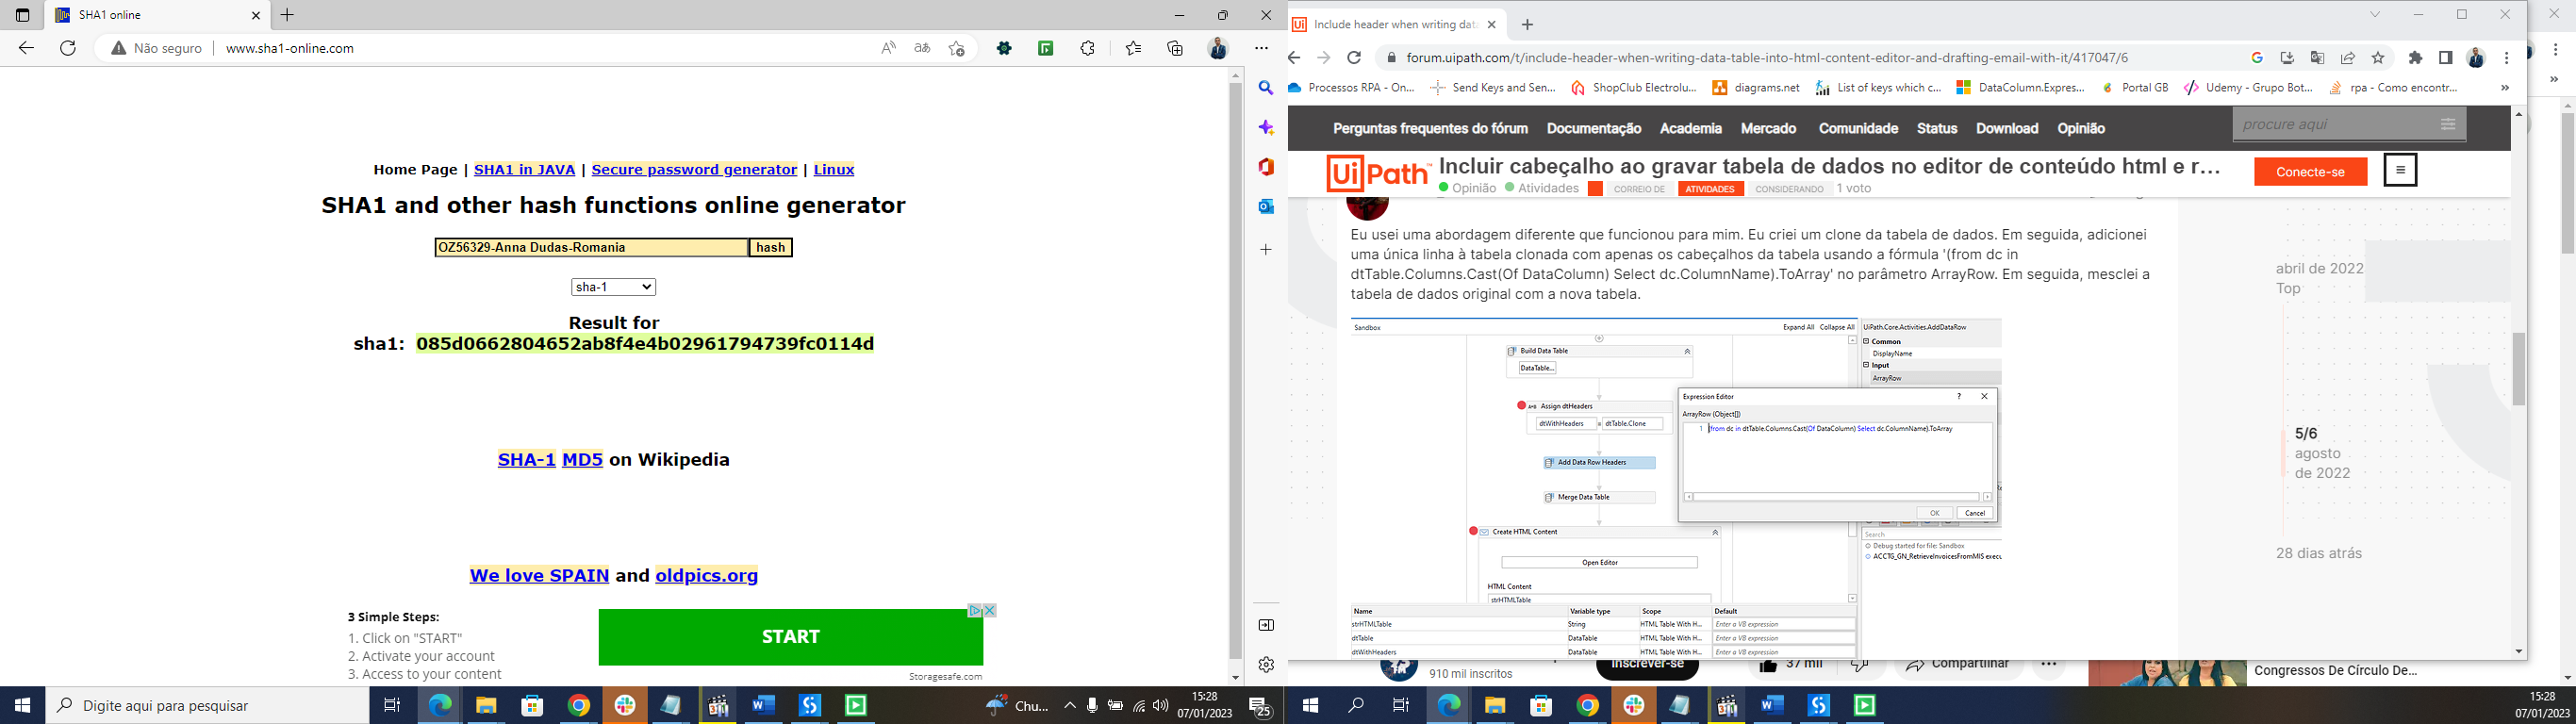 SHA1 online
Não seguro
www.sha1-online.com
Home Page | SHA1 in JAVA | Secure password generator | Linux
SHA1 and other hash functions online generator
OZ56329-Anna Dudas-Romania
hash
sha-1
Result for
sha1: 085d0662804652ab8f4e4b02961794739fc0114d
SHA-1 MD5 on Wikipedia
We love SPAIN and oldpics.org
3 Simple Steps:
1. Click on "START"
2. Activate your account
3. Access to your content
START
Storagesafe.com
Digite aqui para pesquisar
Chu...
15:28
07/01/2023
25
Include header when writing dat
forum.uipath.com/t/include-header-when-writing-data-table-into-html-content-editor-and-drafting-email-with-it/417047/6
Processos RPA - On...
Send Keys and Sen...
ShopClub Electrolu...
diagrams.net
List of keys which c...
DataColumn.Expres...
Portal GB
Udemy - Grupo Bot...
rpa - Como encontr...
Perguntas frequentes do fórum
Documentação
Academia
Mercado
Comunidade
Status
Download
Opinião
procure aqui
UiPath
Incluir cabeçalho ao gravar tabela de dados no editor de conteúdo html e r...
Opinião
Atividades
CORREIO DE
ATIVIDADES
CONSIDERANDO
1 voto
Conecte-se
Eu usei uma abordagem diferente que funcionou para mim. Eu criei um clone da tabela de dados. Em seguida, adicionei
uma única linha à tabela clonada com apenas os cabeçalhos da tabela usando a fórmula '(from dc in
dtTable.Columns.Cast(Of DataColumn) Select dc.ColumnName).ToArray' no parâmetro ArrayRow. Em seguida, mesclei a
tabela de dados original com a nova tabela.
abril de 2022
Top
5/6
agosto
de 2022
28 dias atrás
Sandbox
Expand All
Collapse All
Build Data Table
DataTable...
Assign dtHeaders
dtWithHeaders = dtTable.Clone
Add Data Row Headers
Merge Data Table
Create HTML Content
Open Editor
HTML Content
strHTMLTable
UiPath.Core.Activities.AddDataRow
Common
DisplayName
Input
ArrayRow
Expression Editor
ArrayRow (Object[])
1 (from dc in dtTable.Columns.Cast(Of DataColumn) Select dc.ColumnName).ToArray
OK
Cancel
Search
Debug started for file: Sandbox
ACCTG_GN_RetrieveInvoicesFromMIS execu
Name Variable type Scope Default
strHTMLTable String HTML Table With H... Enter a VB expression
dtTable DataTable HTML Table With H... Enter a VB expression
dtWithHeaders DataTable HTML Table With H... Enter a VB expression
910 mil inscritos
Inscrever-se
37 mil
Compartilhar
Congressos De Círculo De...
15:28
07/01/2023